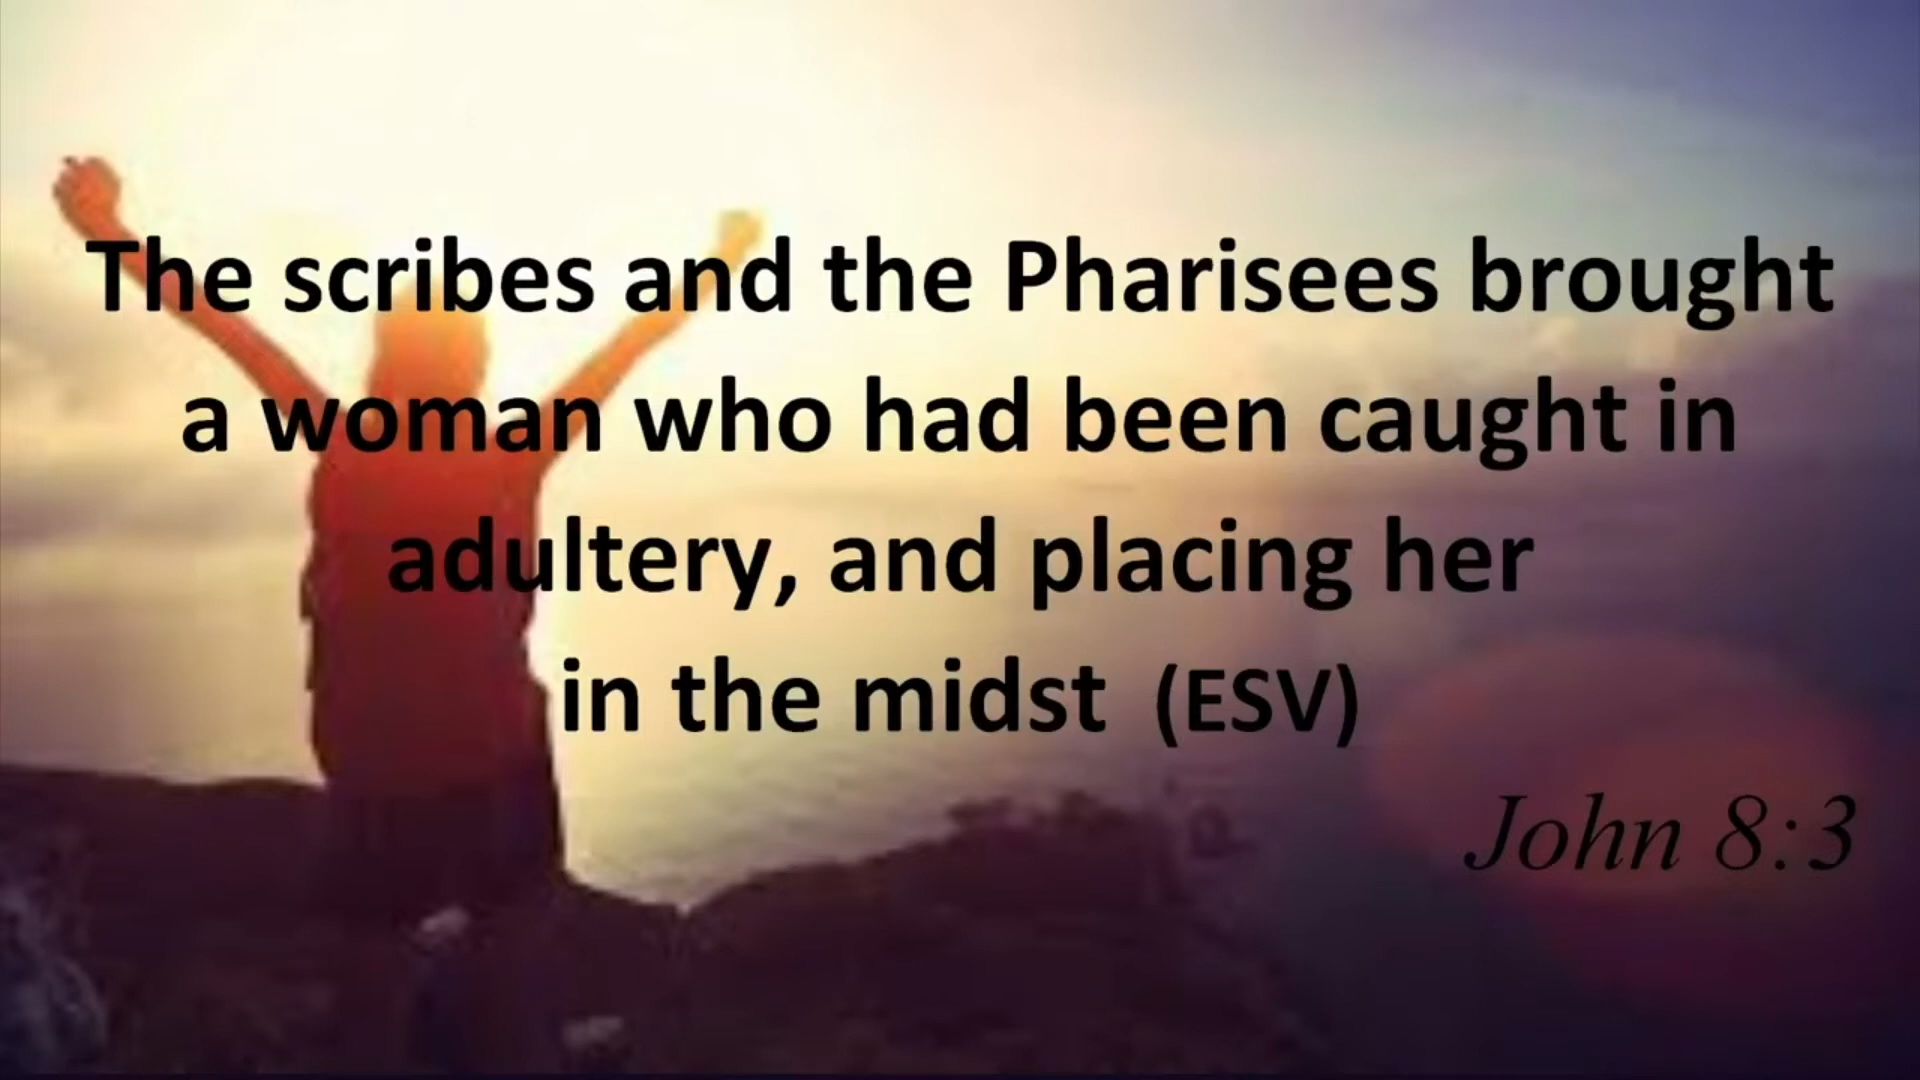 The scribes and the Pharisees brought
a woman who had been caught in
adultery, and placing her
in the midst (ESV)
John 8:3